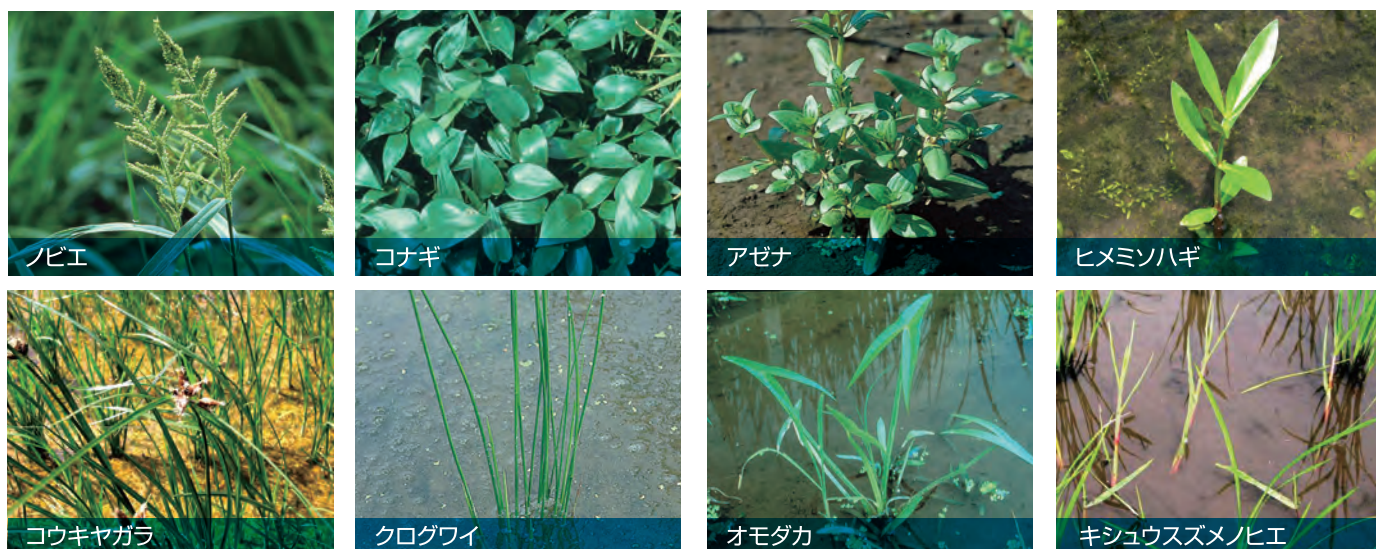 ノビエ
コナギ
アゼナ
ヒメミソハギ
コウキヤガラ
クログワイ
オモダカ
キシュウスズメノヒエ